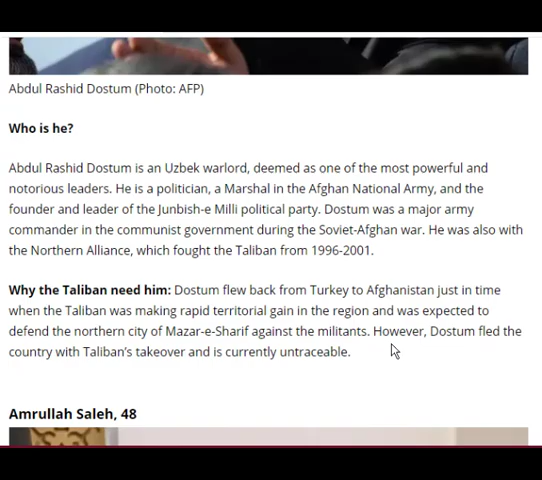 Abdul Rashid Dostum (Photo: AFP)
Who is he?
Abdul Rashid Dostum is an Uzbek warlord, deemed as one of the most powerful and
notorious leaders. He is a politician, a Marshal in the Afghan National Army, and the
founder and leader of the Junbish-e Milli political party. Dostum was a major army
commander in the communist government during the Soviet-Afghan war. He was also with
the Northern Alliance, which fought the Taliban from 1996-2001.
Why the Taliban need him: Dostum flew back from Turkey to Afghanistan just in time
when the Taliban was making rapid territorial gain in the region and was expected to
defend the northern city of Mazar-e-Sharif against the militants. However, Dostum fled the
country with Taliban’s takeover and is currently untraceable.
Amrullah Saleh, 48